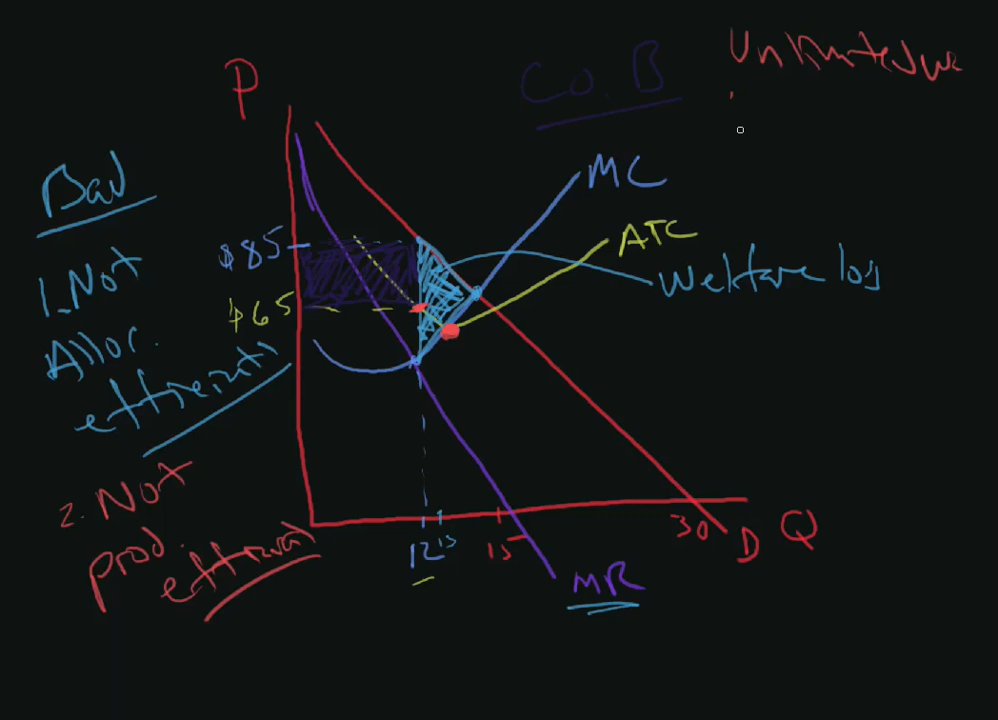 P
Co. B
Bad
1. Not
Alloc.
efficient
2. Not
prod.
efficient
$85
$65
MC
ATC
Welfare loss
12
13
15
30
D
Q
MR